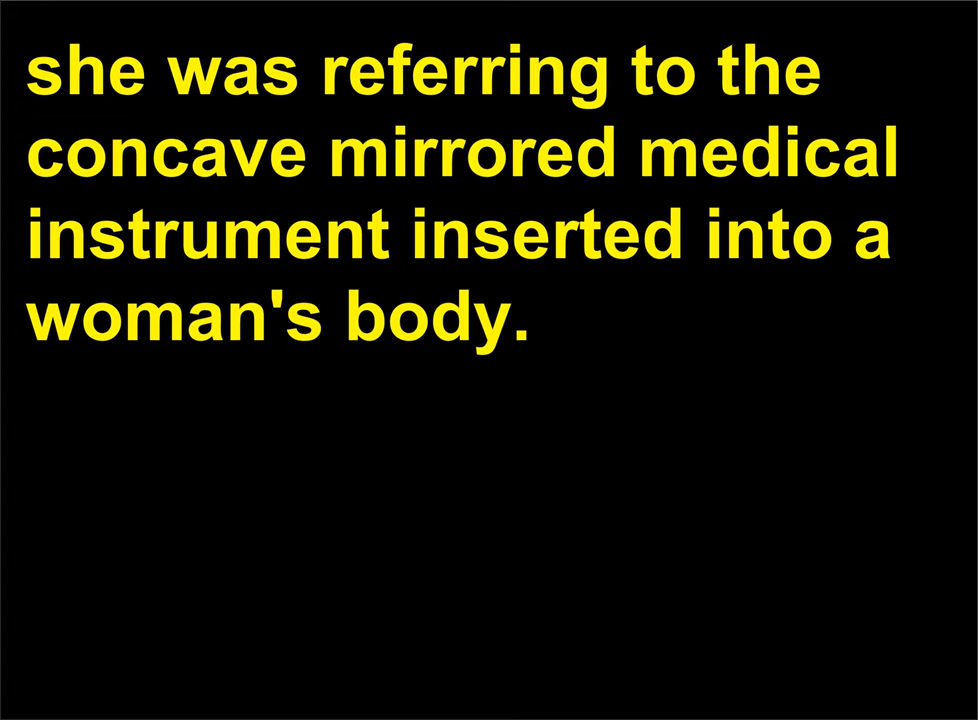 she was referring to the
concave mirrored medical
instrument inserted into a
woman's body.